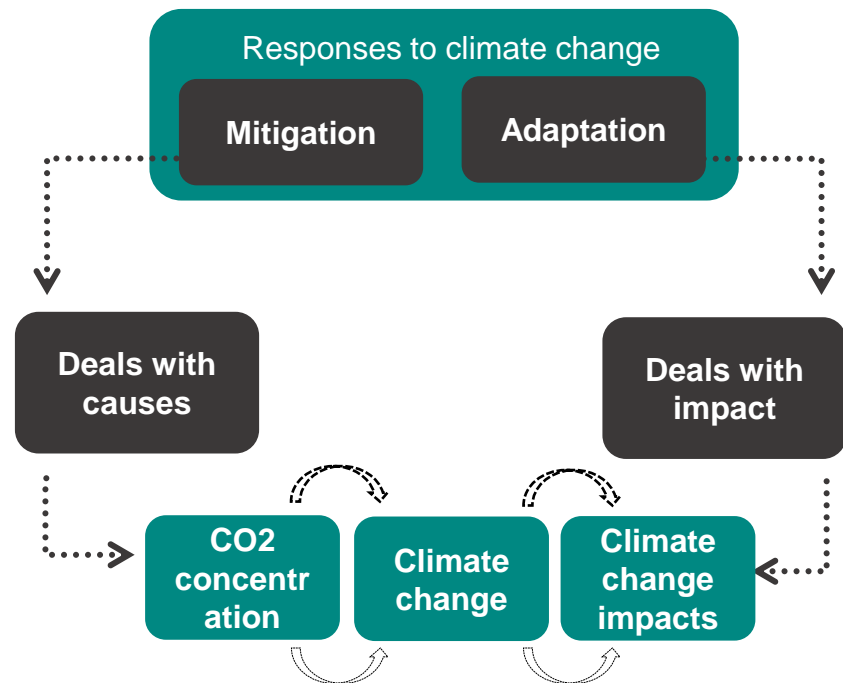 Responses to climate change
Mitigation
Adaptation
Deals with
causes
Deals with
impact
CO2
concentr
ation
Climate
change
Climate
change
impacts